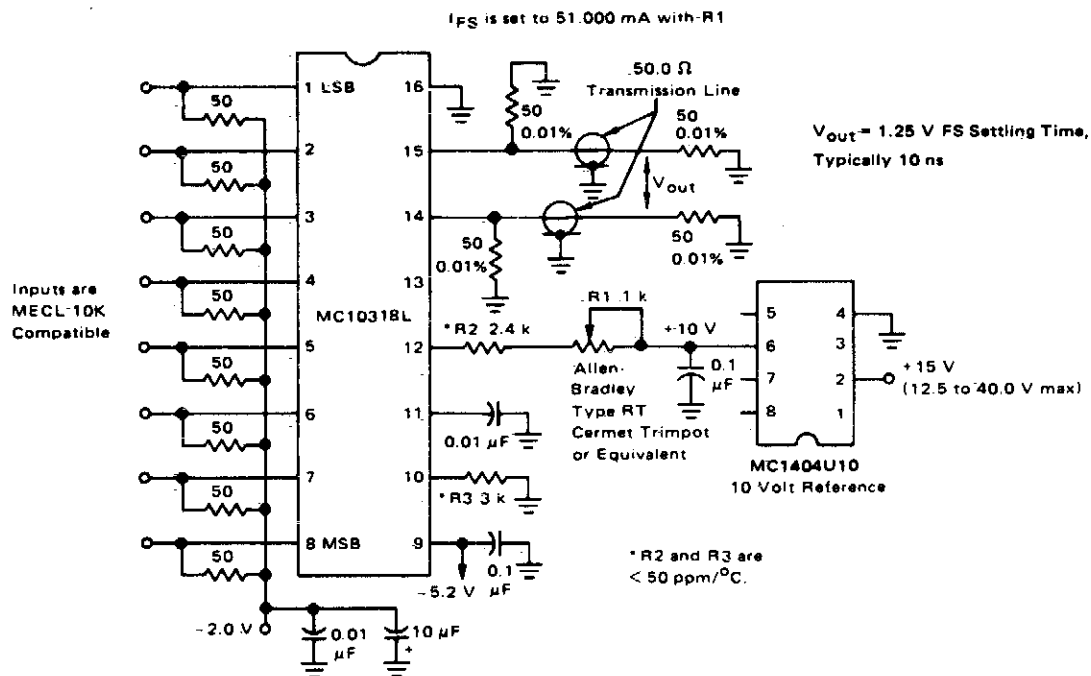 IFS is set to 51.000 mA with R1
1 LSB
2
3
4
5
6
7
8 MSB
16
15
14
13
12
11
10
9
MC10318L
50
50
50
50
50
50
50
50
Inputs are
MECL-10K
Compatible
-2.0 V
0.01
µF
10 µF
+
50
0.01%
50.0 Ω
Transmission Line
50
0.01%
Vout
50
0.01%
50
0.01%
Vout = 1.25 V FS Settling Time,
Typically 10 ns
*R2 2.4 k
R1 .1 k
+10 V
Allen-
Bradley
Type RT
Cermet Trimpot
or Equivalent
0.1
µF
0.01 µF
*R3 3 k
-5.2 V
0.1
µF
5
6
7
8
4
3
2
1
+15 V
(12.5 to 40.0 V max)
MC1404U10
10 Volt Reference
*R2 and R3 are
< 50 ppm/°C.